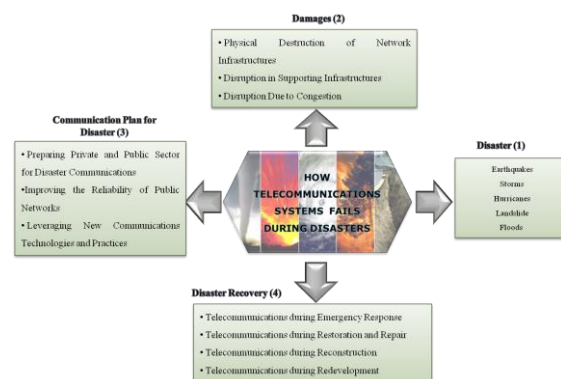 Damages (2)
• Physical Destruction of Network
Infrastructures
• Disruption in Supporting Infrastructures
• Disruption Due to Congestion
Communication Plan for
Disaster (3)
• Preparing Private and Public Sector
for Disaster Communications
• Improving the Reliability of Public
Networks
• Leveraging New Communications
Technologies and Practices
HOW
TELECOMMUNICATIONS
SYSTEMS FAILS
DURING DISASTERS
Disaster (1)
Earthquakes
Storms
Hurricanes
Landslide
Floods
Disaster Recovery (4)
• Telecommunications during Emergency Response
• Telecommunications during Restoration and Repair
• Telecommunications during Reconstruction
• Telecommunications during Redevelopment